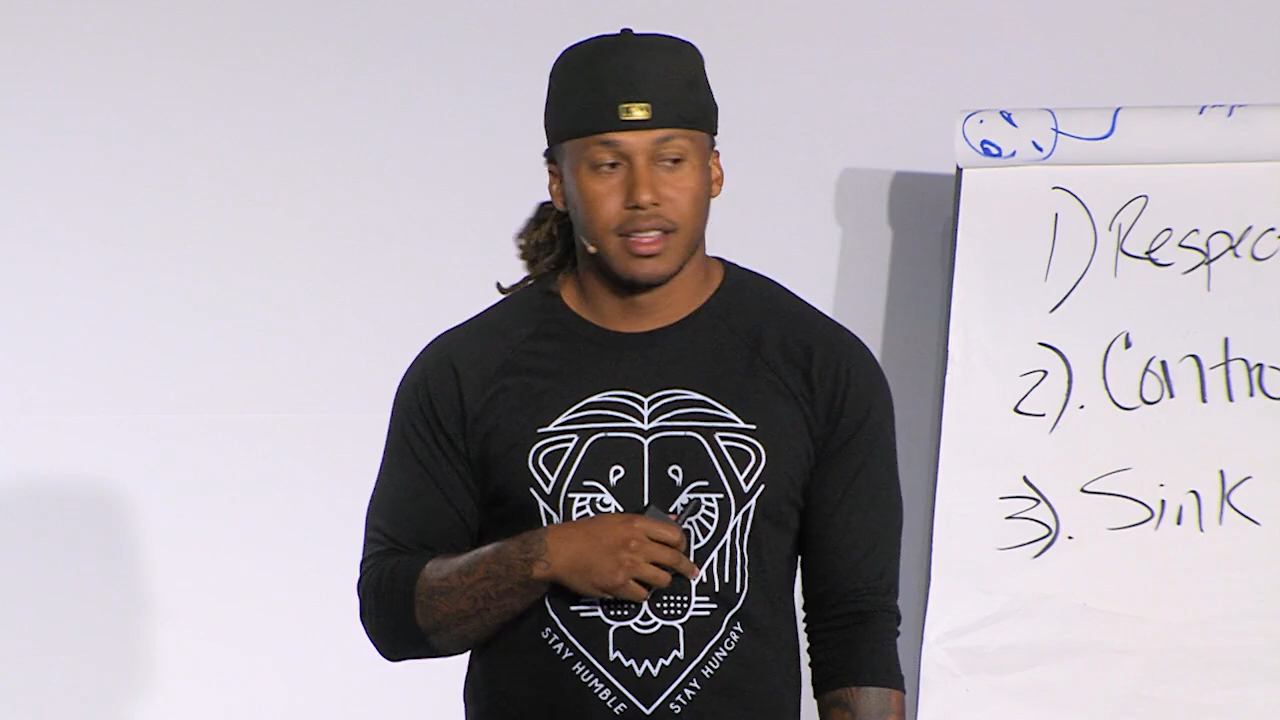 1) Respec
2). Contro
3). Sink
STAY HUMBLE
STAY HUNGRY